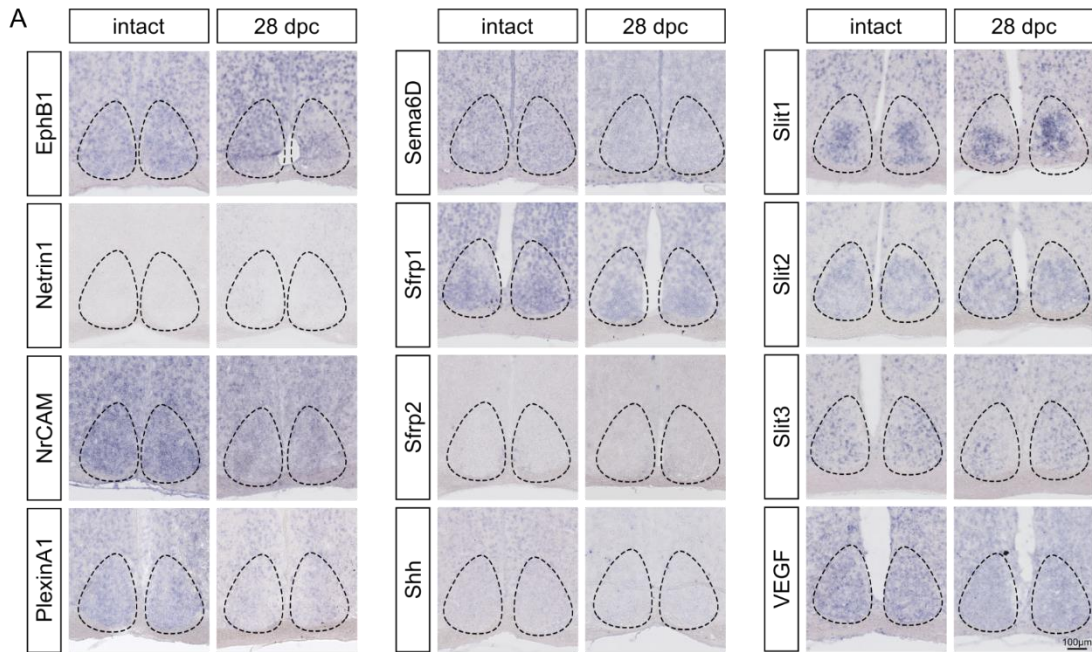 A
intact
28 dpc
EphB1
Netrin1
NrCAM
PlexinA1
intact
28 dpc
Sema6D
Sfrp1
Sfrp2
Shh
intact
28 dpc
Slit1
Slit2
Slit3
VEGF
100µm